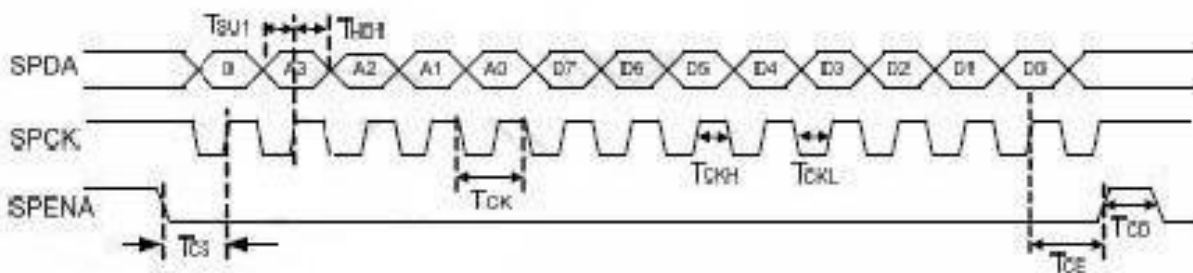 TSU1 THD1
SPDA A3 A2 A1 A0 D7 D6 D5 D4 D3 D2 D1 D0
SPCK
TCKH TCKL
TCK
SPENA
TCS TCO
TCE